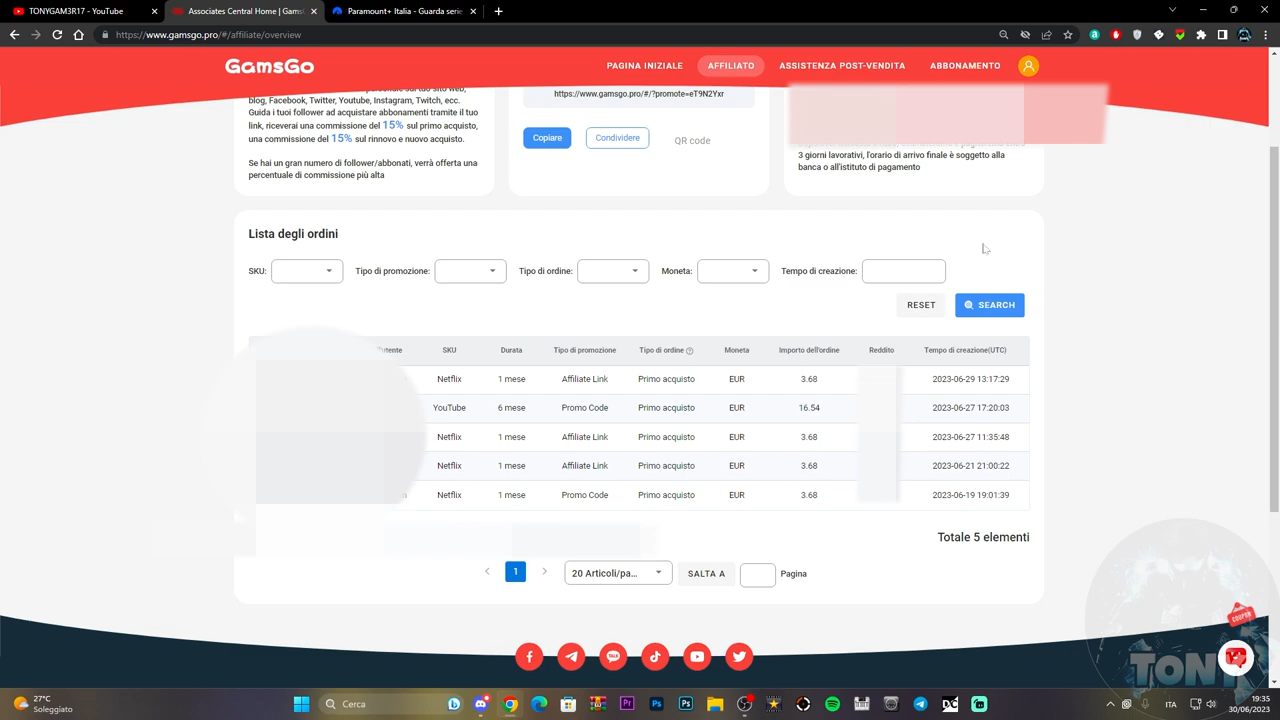 TONYGAM3R17 - YouTube
Associates Central Home | GamsG
Paramount+ Italia - Guarda serie
https://www.gamsgo.pro/#/affiliate/overview
GamsGo
PAGINA INIZIALE
AFFILIATO
ASSISTENZA POST-VENDITA
ABBONAMENTO
blog, Facebook, Twitter, Youtube, Instagram, Twitch, ecc.
Guida i tuoi follower ad acquistare abbonamenti tramite il tuo
link, riceverai una commissione del 15% sul primo acquisto,
una commissione del 15% sul rinnovo e nuovo acquisto.
Se hai un gran numero di follower/abbonati, verrà offerta una
percentuale di commissione più alta
https://www.gamsgo.pro/#/?promote=eT9N2Yxr
Copiare
Condividere
QR code
3 giorni lavorativi, l'orario di arrivo finale è soggetto alla
banca o all'istituto di pagamento
Lista degli ordini
SKU:
Tipo di promozione:
Tipo di ordine:
Moneta:
Tempo di creazione:
RESET
SEARCH
utente SKU Durata Tipo di promozione Tipo di ordine Moneta Importo dell'ordine Reddito Tempo di creazione(UTC)
Netflix 1 mese Affiliate Link Primo acquisto EUR 3.68 2023-06-29 13:17:29
YouTube 6 mese Promo Code Primo acquisto EUR 16.54 2023-06-27 17:20:03
Netflix 1 mese Affiliate Link Primo acquisto EUR 3.68 2023-06-27 11:35:48
Netflix 1 mese Affiliate Link Primo acquisto EUR 3.68 2023-06-21 21:00:22
Netflix 1 mese Promo Code Primo acquisto EUR 3.68 2023-06-19 19:01:39
Totale 5 elementi
1
20 Articoli/pa...
SALTA A
Pagina
TALK
COUPON
TONY
27°C
Soleggiato
Cerca
ITA
19:35
30/06/2023